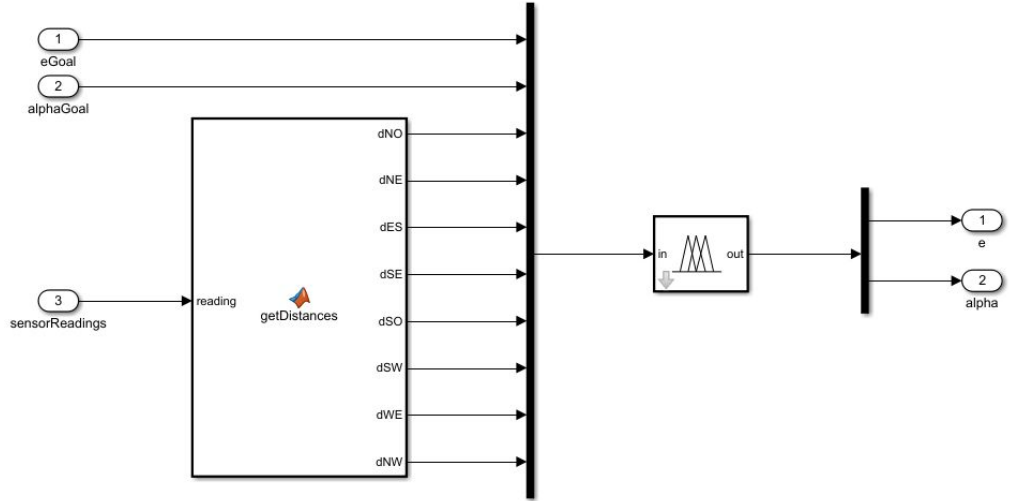 1
eGoal
2
alphaGoal
dNO
dNE
dES
dSE
dSO
dSW
dWE
dNW
3
sensorReadings
reading
getDistances
in
out
1
e
2
alpha